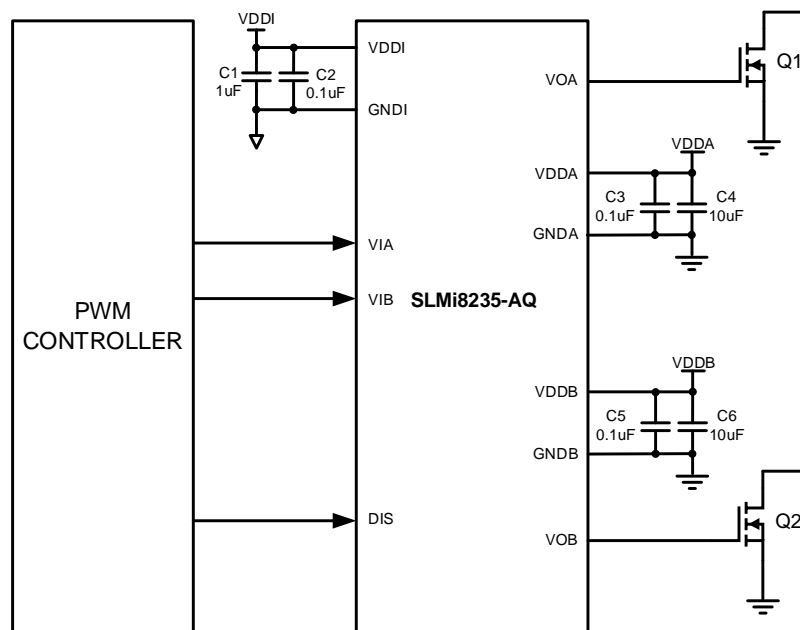 VDDI
VDDI
C1
1uF
C2
0.1uF
GNDI
VOA
Q1
VDDA
VDDA
C3
0.1uF
C4
10uF
GNDA
VIA
VIB
SLMi8235-AQ
PWM
CONTROLLER
VDDB
VDDB
C5
0.1uF
C6
10uF
GNDB
DIS
VOB
Q2